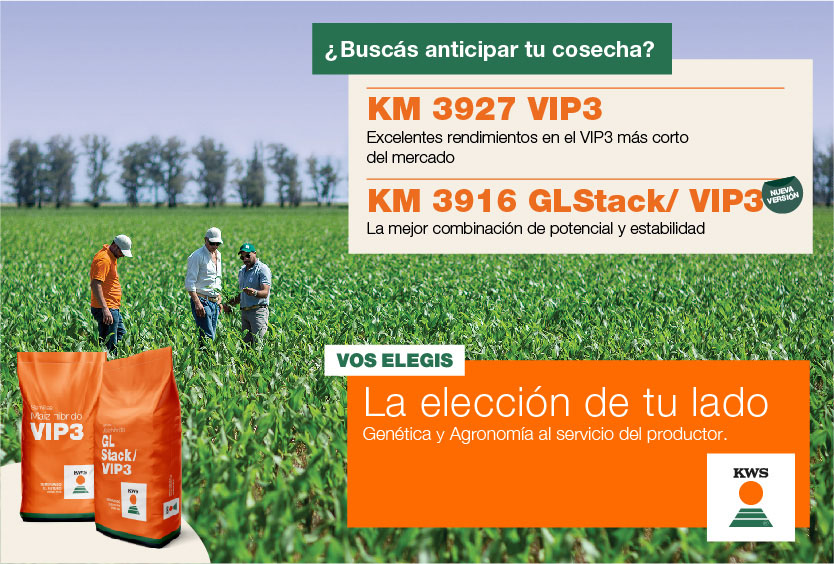 ¿Buscás anticipar tu cosecha?
KM 3927 VIP3
Excelentes rendimientos en el VIP3 más corto
del mercado
KM 3916 GLStack/ VIP3
NUEVA
VERSIÓN
La mejor combinación de potencial y estabilidad
VOS ELEGIS
La elección de tu lado
Genética y Agronomía al servicio del productor.
KWS
Maíz híbrido
VIP3
KWS
GL
Stack/
VIP3
KWS